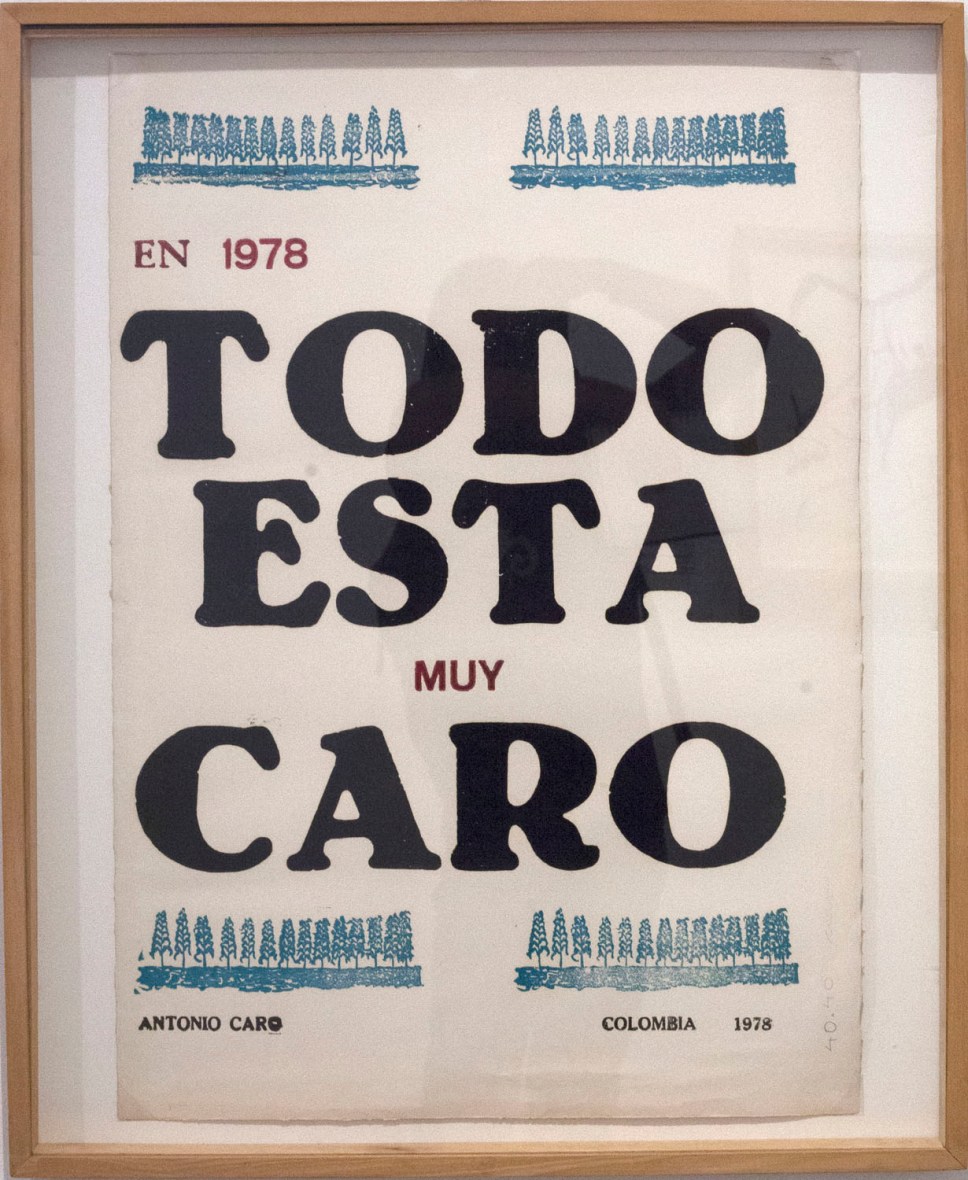 EN 1978
TODO
ESTA
MUY
CARO
ANTONIO CARO COLOMBIA 1978